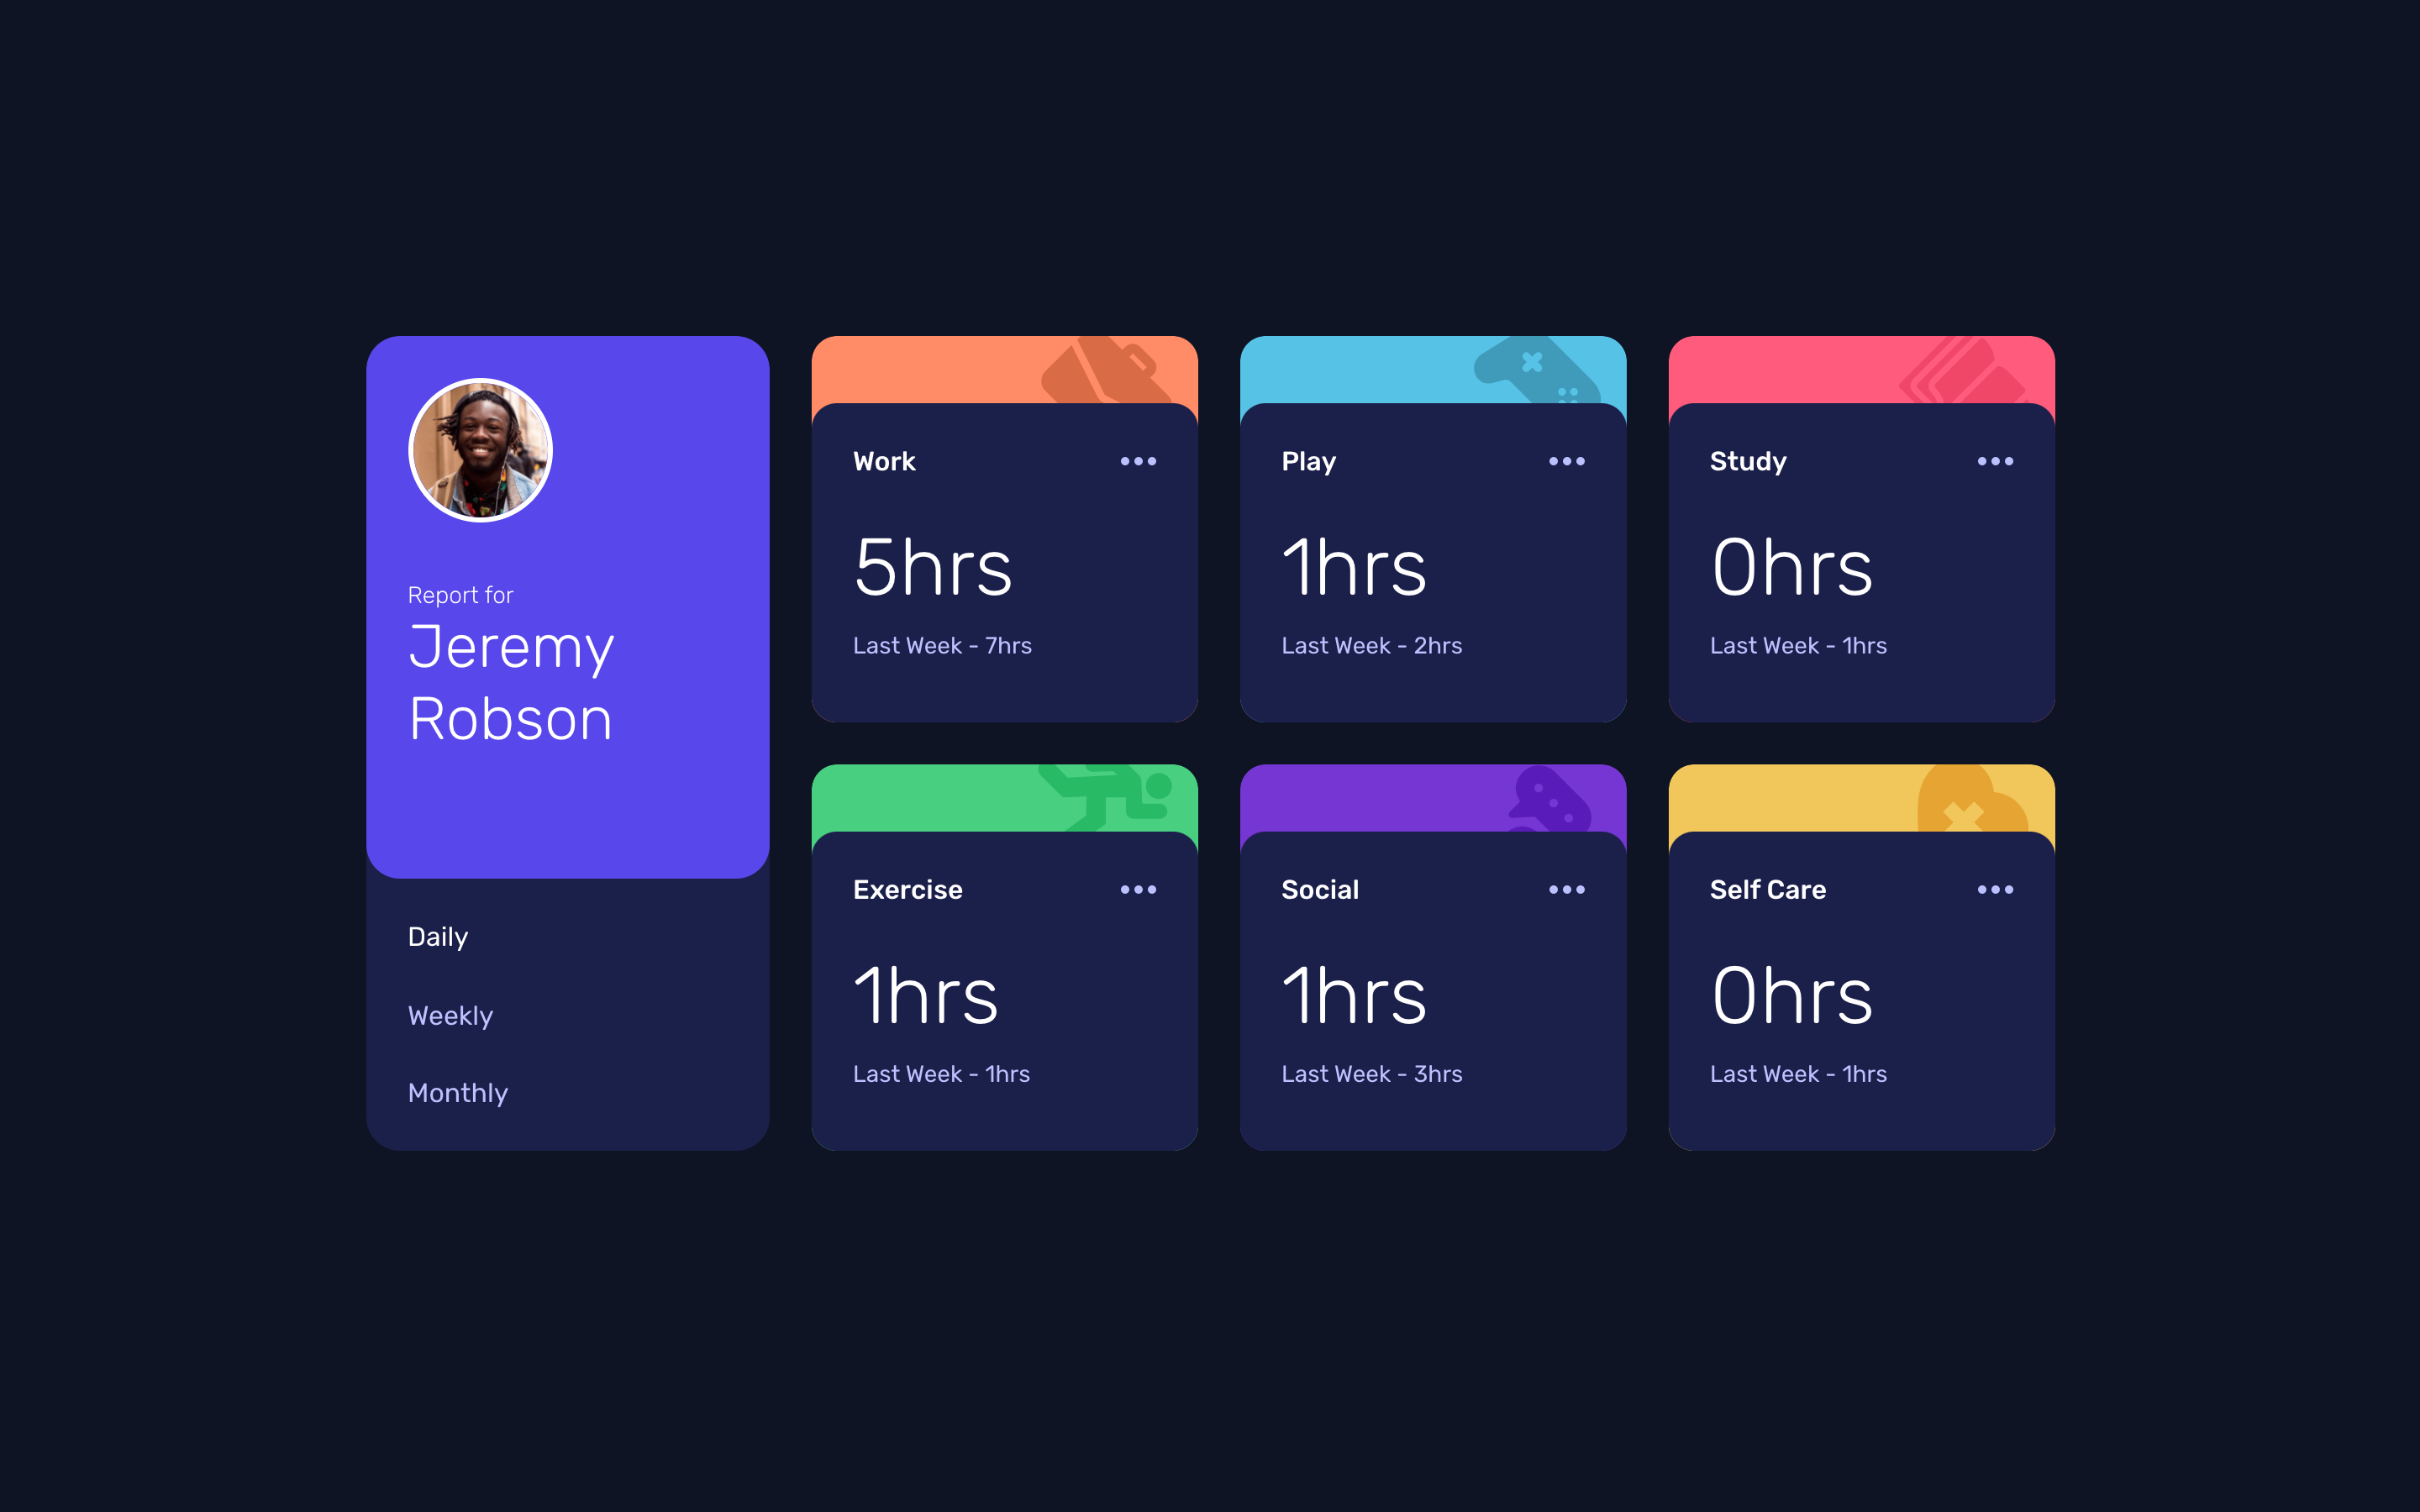 Report for
Jeremy
Robson
Daily
Weekly
Monthly
Work
5hrs
Last Week - 7hrs
Play
1hrs
Last Week - 2hrs
Study
0hrs
Last Week - 1hrs
Exercise
1hrs
Last Week - 1hrs
Social
1hrs
Last Week - 3hrs
Self Care
0hrs
Last Week - 1hrs